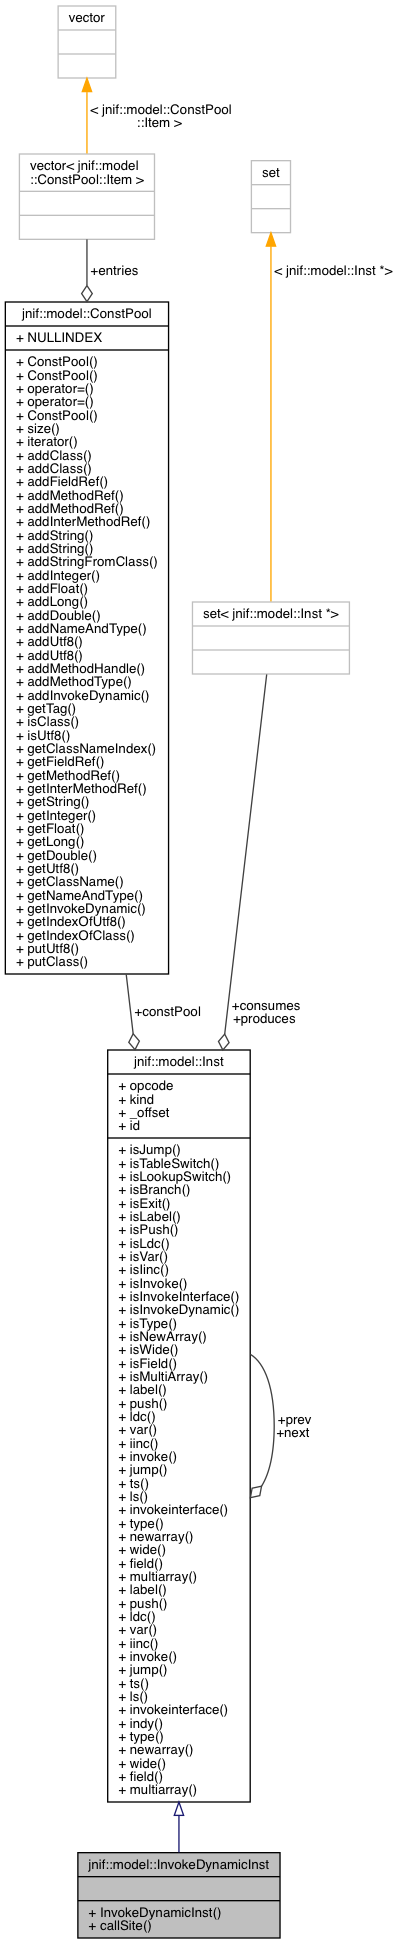 vector
< jnif::model::ConstPool
::Item >
vector< jnif::model
::ConstPool::Item >
set
+entries
< jnif::model::Inst *>
jnif::model::ConstPool
+ NULLINDEX
+ ConstPool()
+ ConstPool()
+ operator=()
+ operator=()
+ ConstPool()
+ size()
+ iterator()
+ addClass()
+ addClass()
+ addFieldRef()
+ addMethodRef()
+ addMethodRef()
+ addInterMethodRef()
+ addString()
+ addString()
+ addStringFromClass()
+ addInteger()
+ addFloat()
+ addLong()
+ addDouble()
+ addNameAndType()
+ addUtf8()
+ addUtf8()
+ addMethodHandle()
+ addMethodType()
+ addInvokeDynamic()
+ getTag()
+ isClass()
+ isUtf8()
+ getClassNameIndex()
+ getFieldRef()
+ getMethodRef()
+ getInterMethodRef()
+ getString()
+ getInteger()
+ getFloat()
+ getLong()
+ getDouble()
+ getUtf8()
+ getClassName()
+ getNameAndType()
+ getInvokeDynamic()
+ getIndexOfUtf8()
+ getIndexOfClass()
+ putUtf8()
+ putClass()
set< jnif::model::Inst *>
+constPool
+consumes
+produces
jnif::model::Inst
+ opcode
+ kind
+ _offset
+ id
+ isJump()
+ isTableSwitch()
+ isLookupSwitch()
+ isBranch()
+ isExit()
+ isLabel()
+ isPush()
+ isLdc()
+ isVar()
+ isIinc()
+ isInvoke()
+ isInvokeInterface()
+ isInvokeDynamic()
+ isType()
+ isNewArray()
+ isWide()
+ isField()
+ isMultiArray()
+ label()
+ push()
+ ldc()
+ var()
+ iinc()
+ invoke()
+ jump()
+ ts()
+ ls()
+ invokeinterface()
+ type()
+ newarray()
+ wide()
+ field()
+ multiarray()
+ label()
+ push()
+ ldc()
+ var()
+ iinc()
+ invoke()
+ jump()
+ ts()
+ ls()
+ invokeinterface()
+ indy()
+ type()
+ newarray()
+ wide()
+ field()
+ multiarray()
+prev
+next
jnif::model::InvokeDynamicInst
+ InvokeDynamicInst()
+ callSite()